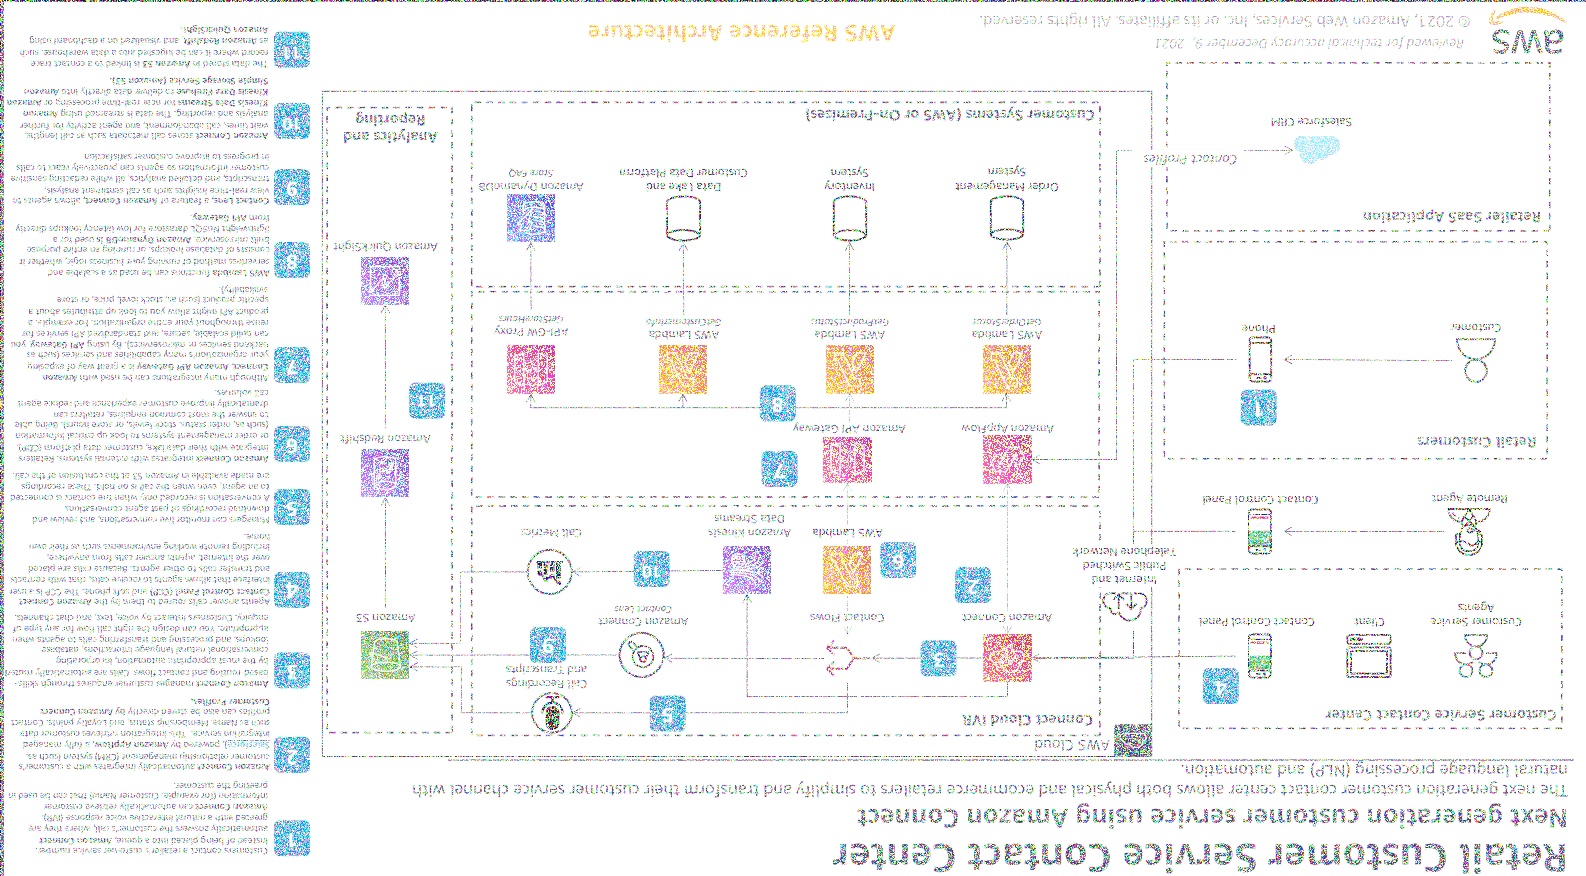 Retail Customer Service Contact Center
Next generation customer service using Amazon Connect
The next generation customer contact center allows both physical and ecommerce retailers to simplify and transform their customer service channel with
natural language processing (NLP) and automation.
Customer Service Contact Center
Customer Service
Agents
Client
Contact Control Panel
4
Remote Agent
Contact Control Panel
Retail Customers
Customer
Phone
1
Retailer SaaS Application
Salesforce CRM
Contact Profiles
Internet and
Public Switched
Telephone Network
AWS Cloud
Connect Cloud IVR
Amazon Connect
2
3
Contact Flows
5
Call Recordings
and Transcripts
9
Amazon Connect
Contact Lens
AWS Lambda
6
Amazon Kinesis
Data Streams
10
Call Metrics
Amazon AppFlow
Amazon API Gateway
7
8
AWS Lambda
GetOrderStatus
AWS Lambda
GetProductStatus
AWS Lambda
GetCustomerInfo
API-GW Proxy
GetStoreHours
Order Management
System
Inventory
System
Data Lake and
Customer Data Platform
Amazon DynamoDB
Store FAQ
Customer Systems (AWS or On-Premises)
Amazon S3
Amazon Redshift
11
Amazon QuickSight
Analytics and
Reporting
1
Customers contact a retailer's customer service number.
Instead of being placed into a queue, Amazon Connect
automatically answers the customer's call, where they are
greeted with a natural interactive voice response (IVR).
Amazon Connect can automatically retrieve customer
information (for example, Customer Name) that can be used in
greeting the customer.
2
Amazon Connect automatically integrates with a customer's
customer relationship management (CRM) system (such as
Salesforce), powered by Amazon AppFlow, a fully managed
integration service. This integration retrieves customer data
such as Name, Membership status, and Loyalty points. Contact
profiles can also be stored directly by Amazon Connect
Customer Profiles.
3
Amazon Connect manages customer enquires through skills-
based routing and contact flows. Calls are automatically routed
by the most appropriate automation, incorporating
conversational natural language interactions, database
lookups, and processing and transferring calls to agents when
appropriate. You can design the right call flow for any type of
enquiry. Customers interact by voice, text, and chat channels.
4
Agents answer calls routed to them by the Amazon Connect
Contact Control Panel (CCP) and soft phone. The CCP is a user
interface that allows agents to receive calls, chat with contacts
and transfer calls to other agents. Because calls are placed
over the internet, agents answer calls from anywhere,
including remote working environments such as their own
home.
5
Managers can monitor live conversations, and review and
download recordings of past agent conversations.
A conversation is recorded only when the contact is connected
to an agent, even when the call is on hold. These recordings
are made available in Amazon S3 at the conclusion of the call.
6
Amazon Connect integrates with external systems. Retailers
integrate with their data lake, customer data platform (CDP)
or order management systems to look up critical information
(such as, order status, stock levels, or store hours). Being able
to answer the most common enquiries, retailers can
dramatically improve customer experience and reduce agent
call volumes.
7
Although many integrations can be used with Amazon
Connect, Amazon API Gateway is a great way of exposing
your organization's many capabilities and services (such as
backend services or microservices). By using API Gateway you
can build scalable, secure, and standardized API services for
reuse throughout your entire organization. For example, a
product API might allow you to look up attributes about a
specific product (such as, stock level, price, or store
availability).
8
AWS Lambda functions can be used as a scalable and
serverless method of running your business logic, whether it
consists of database lookups, or running an entire purpose
built microservice. Amazon DynamoDB is used for a
lightweight NoSQL datastore for low latency lookups directly
from API Gateway.
9
Contact Lens, a feature of Amazon Connect, allows agents to
view real-time insights such as call sentiment analysis,
transcripts, and detailed analytics, all while redacting sensitive
customer information so agents can proactively react to calls
in progress to improve customer satisfaction
10
Amazon Connect stores call metadata such as call lengths,
wait times, call abandonment, and agent activity for further
analysis and reporting. The data is streamed using Amazon
Kinesis Data Streams for near real-time processing or Amazon
Kinesis Data Firehose to deliver data directly into Amazon
Simple Storage Service (Amazon S3).
11
The data stored in Amazon S3 is linked to a contact trace
record where it can be ingested into a data warehouse, such
as Amazon Redshift, and visualized on a dashboard using
Amazon QuickSight.
aws
Reviewed for technical accuracy December 9, 2021
© 2021, Amazon Web Services, Inc. or its affiliates. All rights reserved.
AWS Reference Architecture